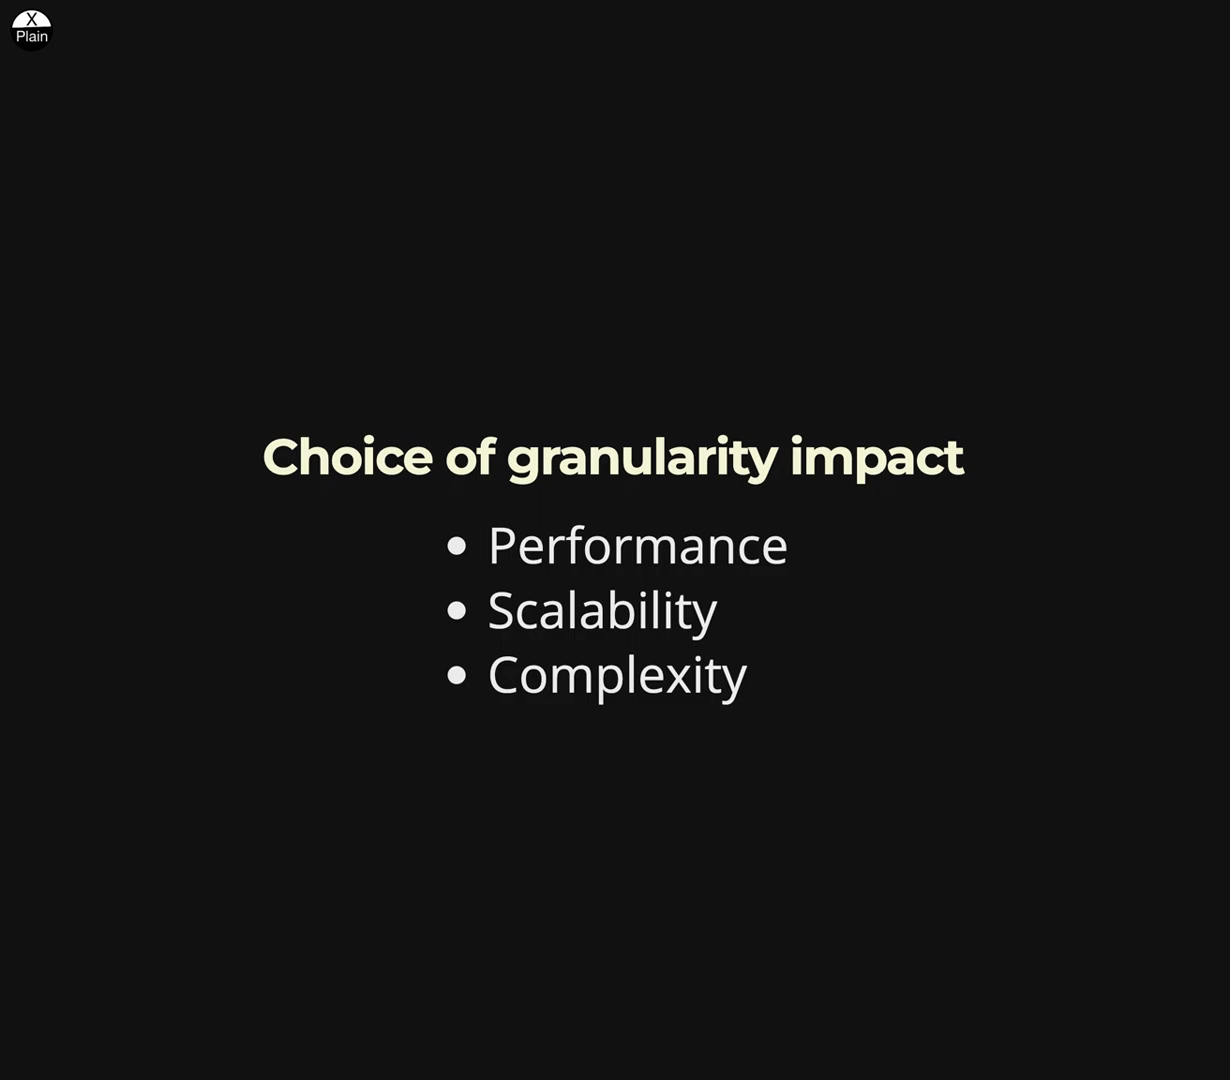 X
Plain
Choice of granularity impact
• Performance
• Scalability
• Complexity